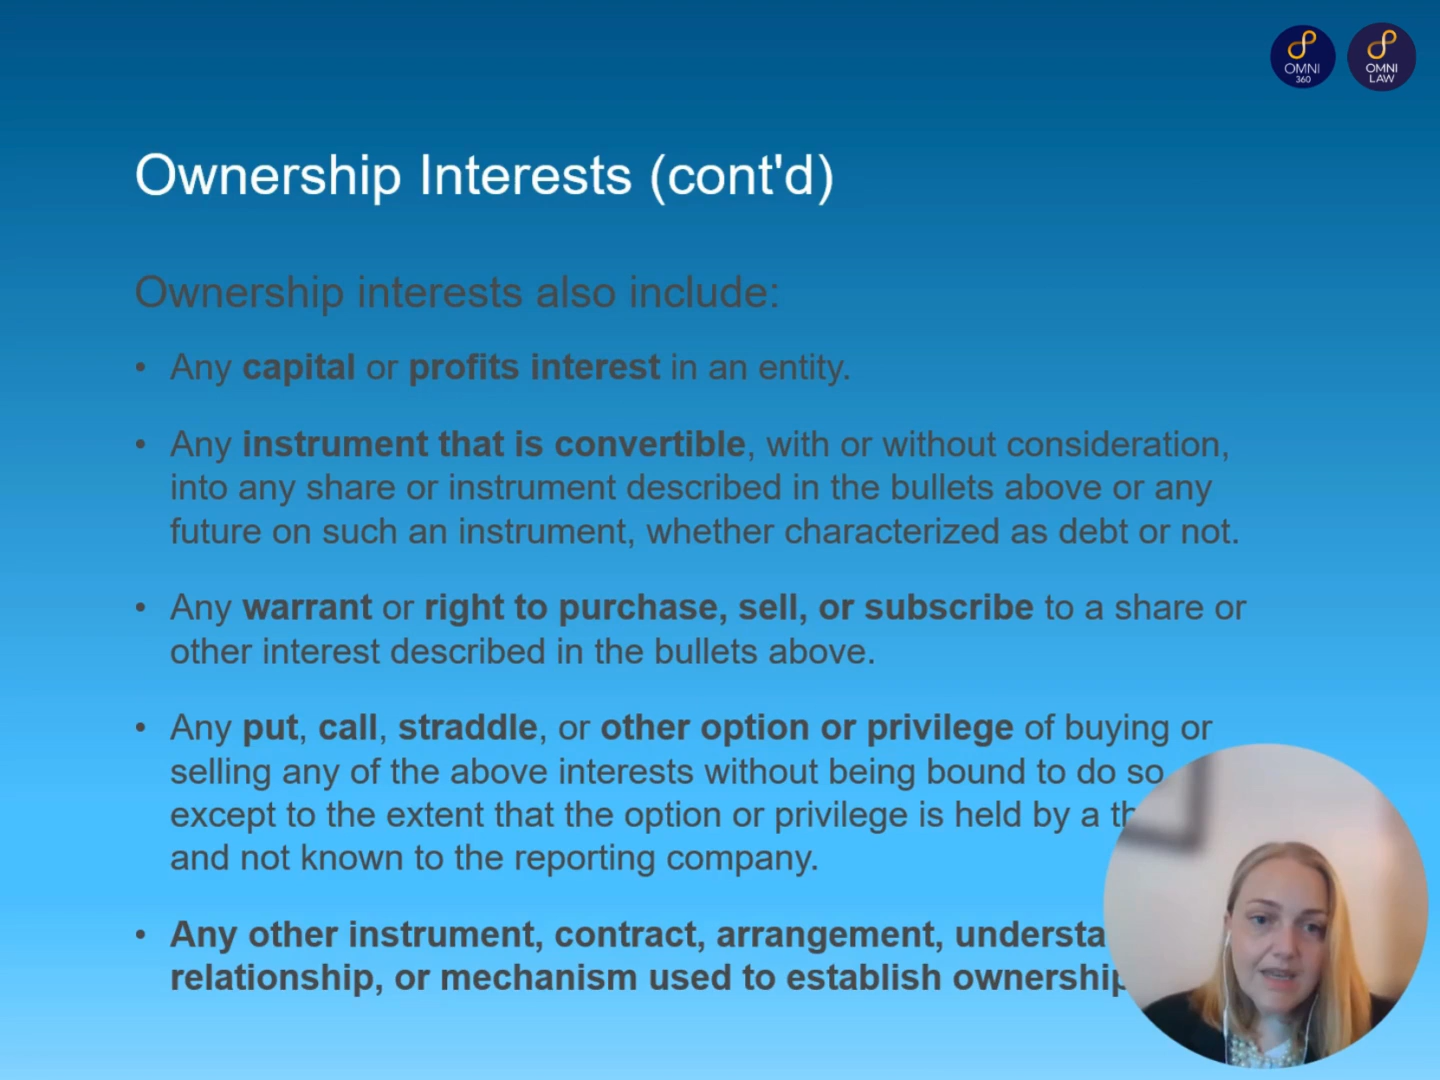 OMNI
360
OMNI
LAW
Ownership Interests (cont'd)
Ownership interests also include:
• Any capital or profits interest in an entity.
• Any instrument that is convertible, with or without consideration,
into any share or instrument described in the bullets above or any
future on such an instrument, whether characterized as debt or not.
• Any warrant or right to purchase, sell, or subscribe to a share or
other interest described in the bullets above.
• Any put, call, straddle, or other option or privilege of buying or
selling any of the above interests without being bound to do so
except to the extent that the option or privilege is held by a
and not known to the reporting company.
• Any other instrument, contract, arrangement,
relationship, or mechanism used to establish ownership